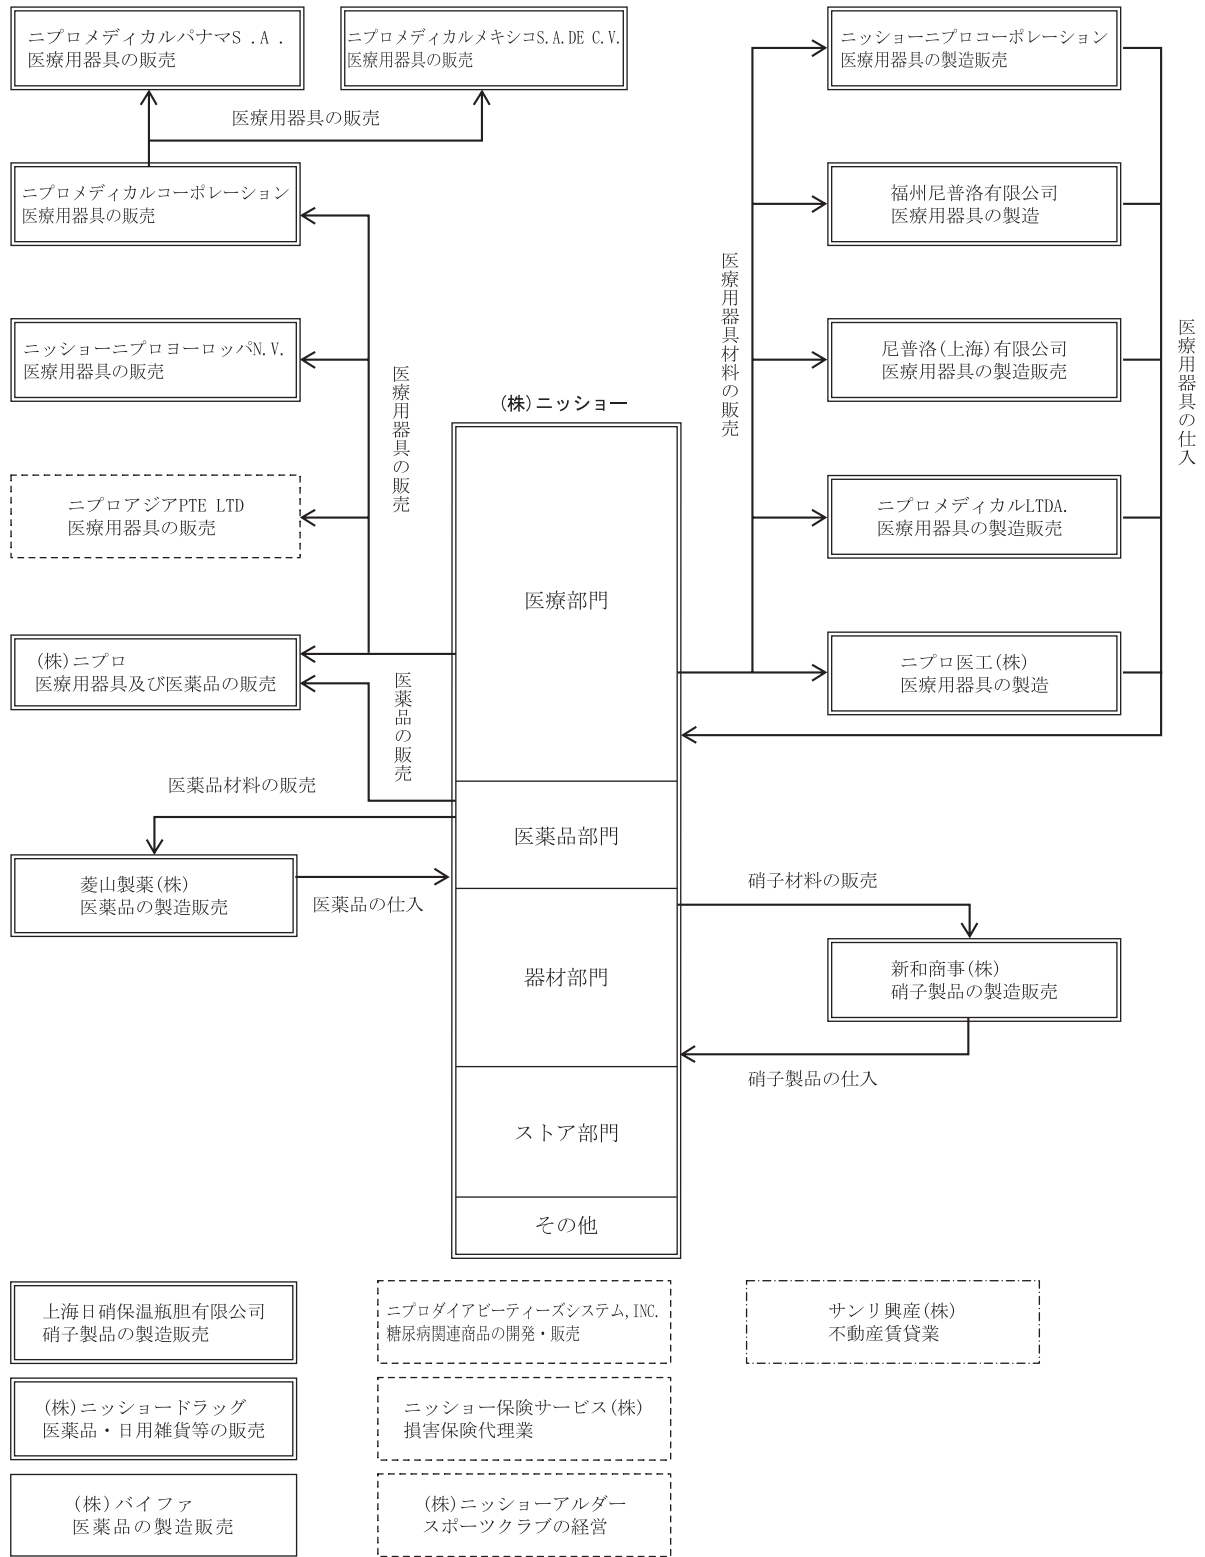 ニプロメディカルパナマS．A．
医療用器具の販売
ニプロメディカルメキシコS.A.DE C.V.
医療用器具の販売
医療用器具の販売
ニプロメディカルコーポレーション
医療用器具の販売
ニッショーニプロヨーロッパN.V.
医療用器具の販売
ニプロアジアPTE LTD
医療用器具の販売
医療用器具の販売
(株)ニプロ
医療用器具及び医薬品の販売
医薬品の販売
医薬品材料の販売
菱山製薬(株)
医薬品の製造販売
医薬品の仕入
(株)ニッショー
医療部門
医薬品部門
器材部門
ストア部門
その他
医療用器具材料の販売
ニッショーニプロコーポレーション
医療用器具の製造販売
福州尼普洛有限公司
医療用器具の製造
尼普洛(上海)有限公司
医療用器具の製造販売
ニプロメディカルLTDA.
医療用器具の製造販売
ニプロ医工(株)
医療用器具の製造
医療用器具の仕入
硝子材料の販売
新和商事(株)
硝子製品の製造販売
硝子製品の仕入
上海日硝保温瓶胆有限公司
硝子製品の製造販売
ニプロダイアビーティーズシステム,INC.
糖尿病関連商品の開発・販売
サンリ興産(株)
不動産賃貸業
(株)ニッショードラッグ
医薬品・日用雑貨等の販売
ニッショー保険サービス(株)
損害保険代理業
(株)バイファ
医薬品の製造販売
(株)ニッショーアルダー
スポーツクラブの経営